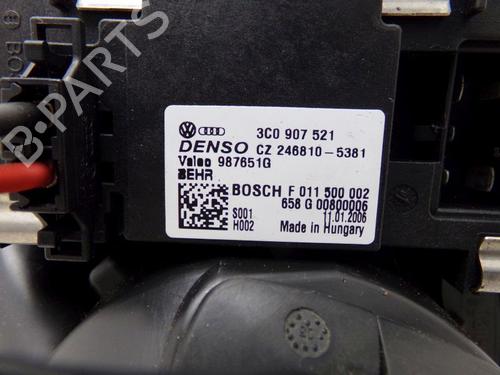 3C0 907 521
DENSO CZ 246810-5381
Valeo 987651G
BEHR
BOSCH F 011 500 002
658 G 00800006
S001 11.01.2006
H002 Made in Hungary
B-PARTS